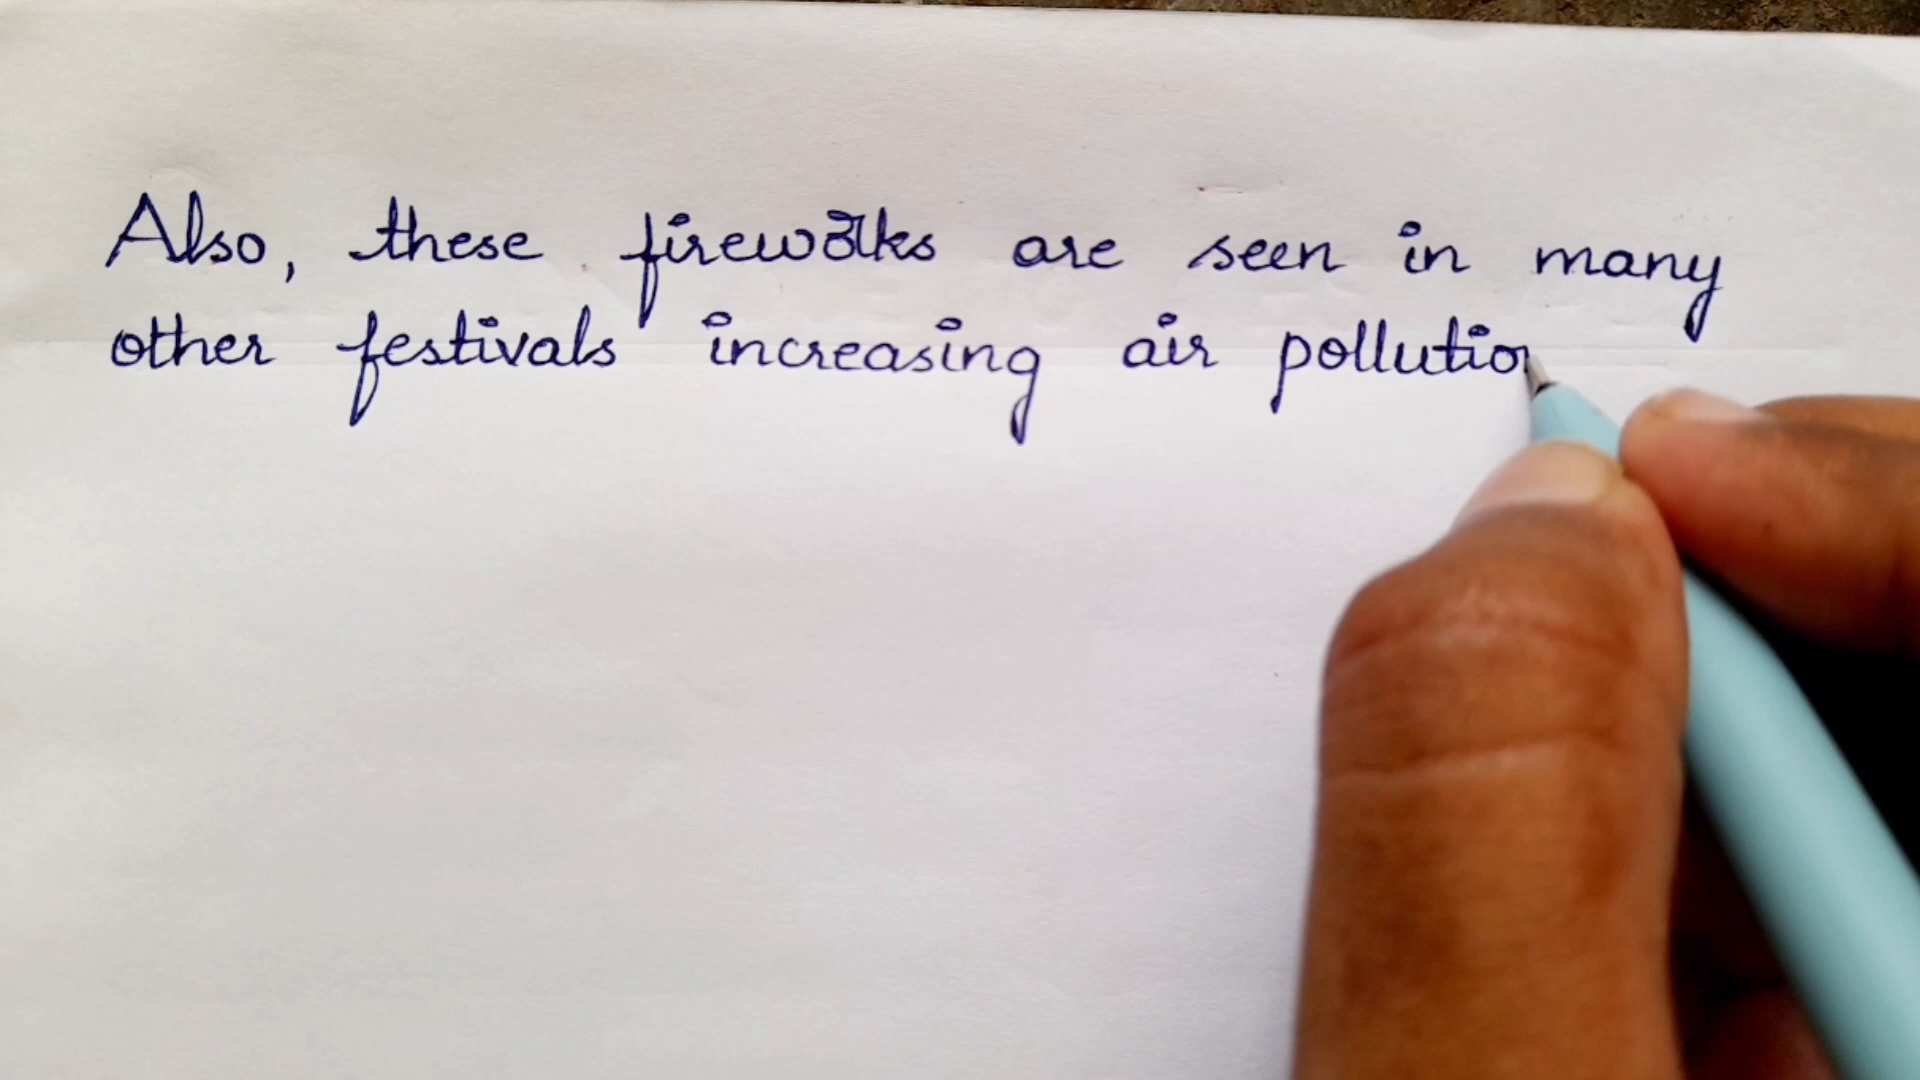 Also, these fireworks are seen in many
other festivals increasing air pollutio